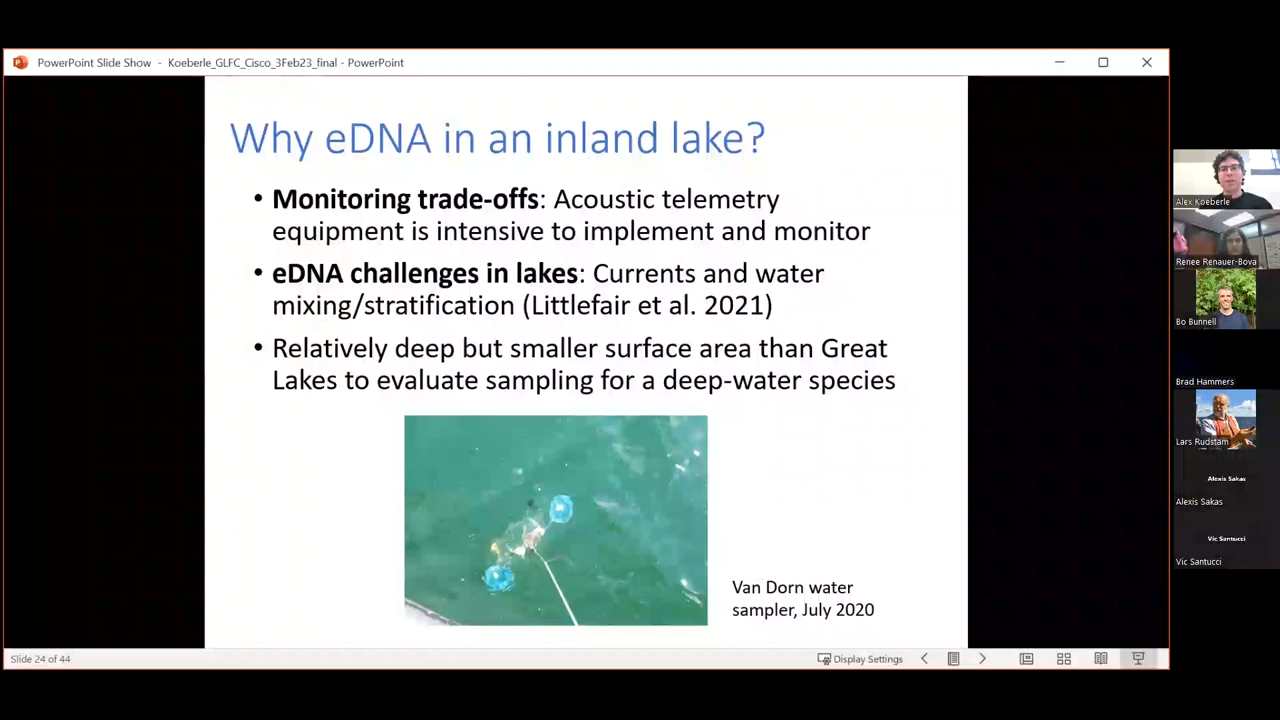 PowerPoint Slide Show - Koeberle_GLFC_Cisco_3Feb23_final - PowerPoint
Why eDNA in an inland lake?
• Monitoring trade-offs: Acoustic telemetry
equipment is intensive to implement and monitor
• eDNA challenges in lakes: Currents and water
mixing/stratification (Littlefair et al. 2021)
• Relatively deep but smaller surface area than Great
Lakes to evaluate sampling for a deep-water species
Van Dorn water
sampler, July 2020
Slide 24 of 44
Display Settings
Alex Koeberle
Renee Renauer-Bova
Bo Bunnell
Brad Hammers
Lars Rudstam
Alexis Sakas
Alexis Sakas
Vic Santucci
Vic Santucci